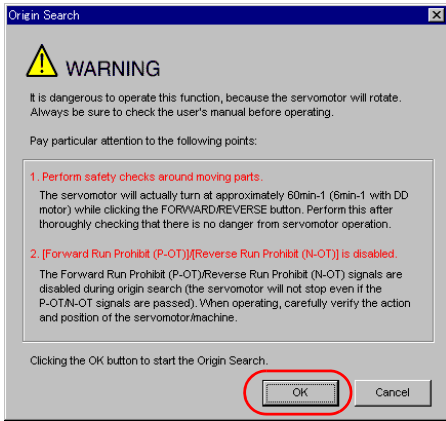 Origin Search
WARNING
It is dangerous to operate this function, because the servomotor will rotate.
Always be sure to check the user's manual before operating.
Pay particular attention to the following points:
1. Perform safety checks around moving parts.
The servomotor will actually turn at approximately 60min-1 (6min-1 with DD
motor) while clicking the FORWARD/REVERSE button. Perform this after
thoroughly checking that there is no danger from servomotor operation.
2. [Forward Run Prohibit (P-OT)]/[Reverse Run Prohibit (N-OT)] is disabled.
The Forward Run Prohibit (P-OT)/Reverse Run Prohibit (N-OT) signals are
disabled during origin search (the servomotor will not stop even if the
P-OT/N-OT signals are passed). When operating, carefully verify the action
and position of the servomotor/machine.
Clicking the OK button to start the Origin Search.
OK
Cancel